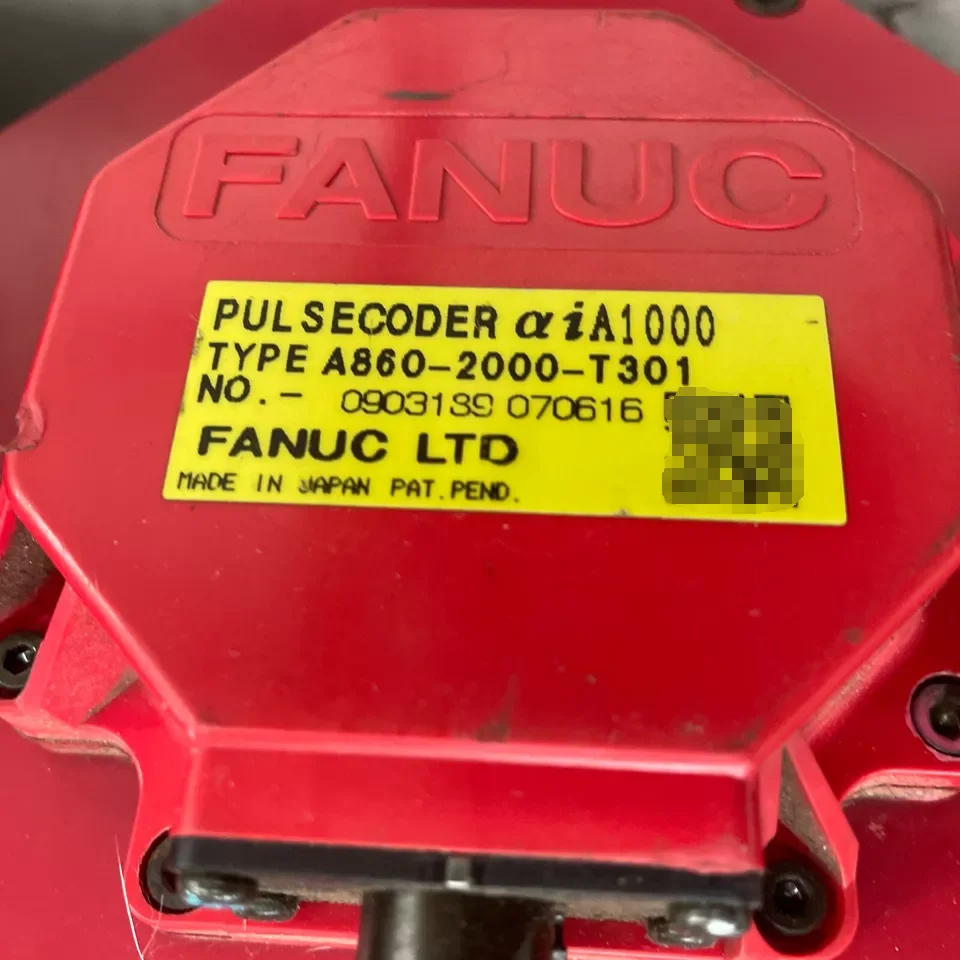 FANUC
PULSECODER αiA1000
TYPE A860-2000-T301
NO.- 0903139 070616
FANUC LTD
MADE IN JAPAN PAT.PEND.